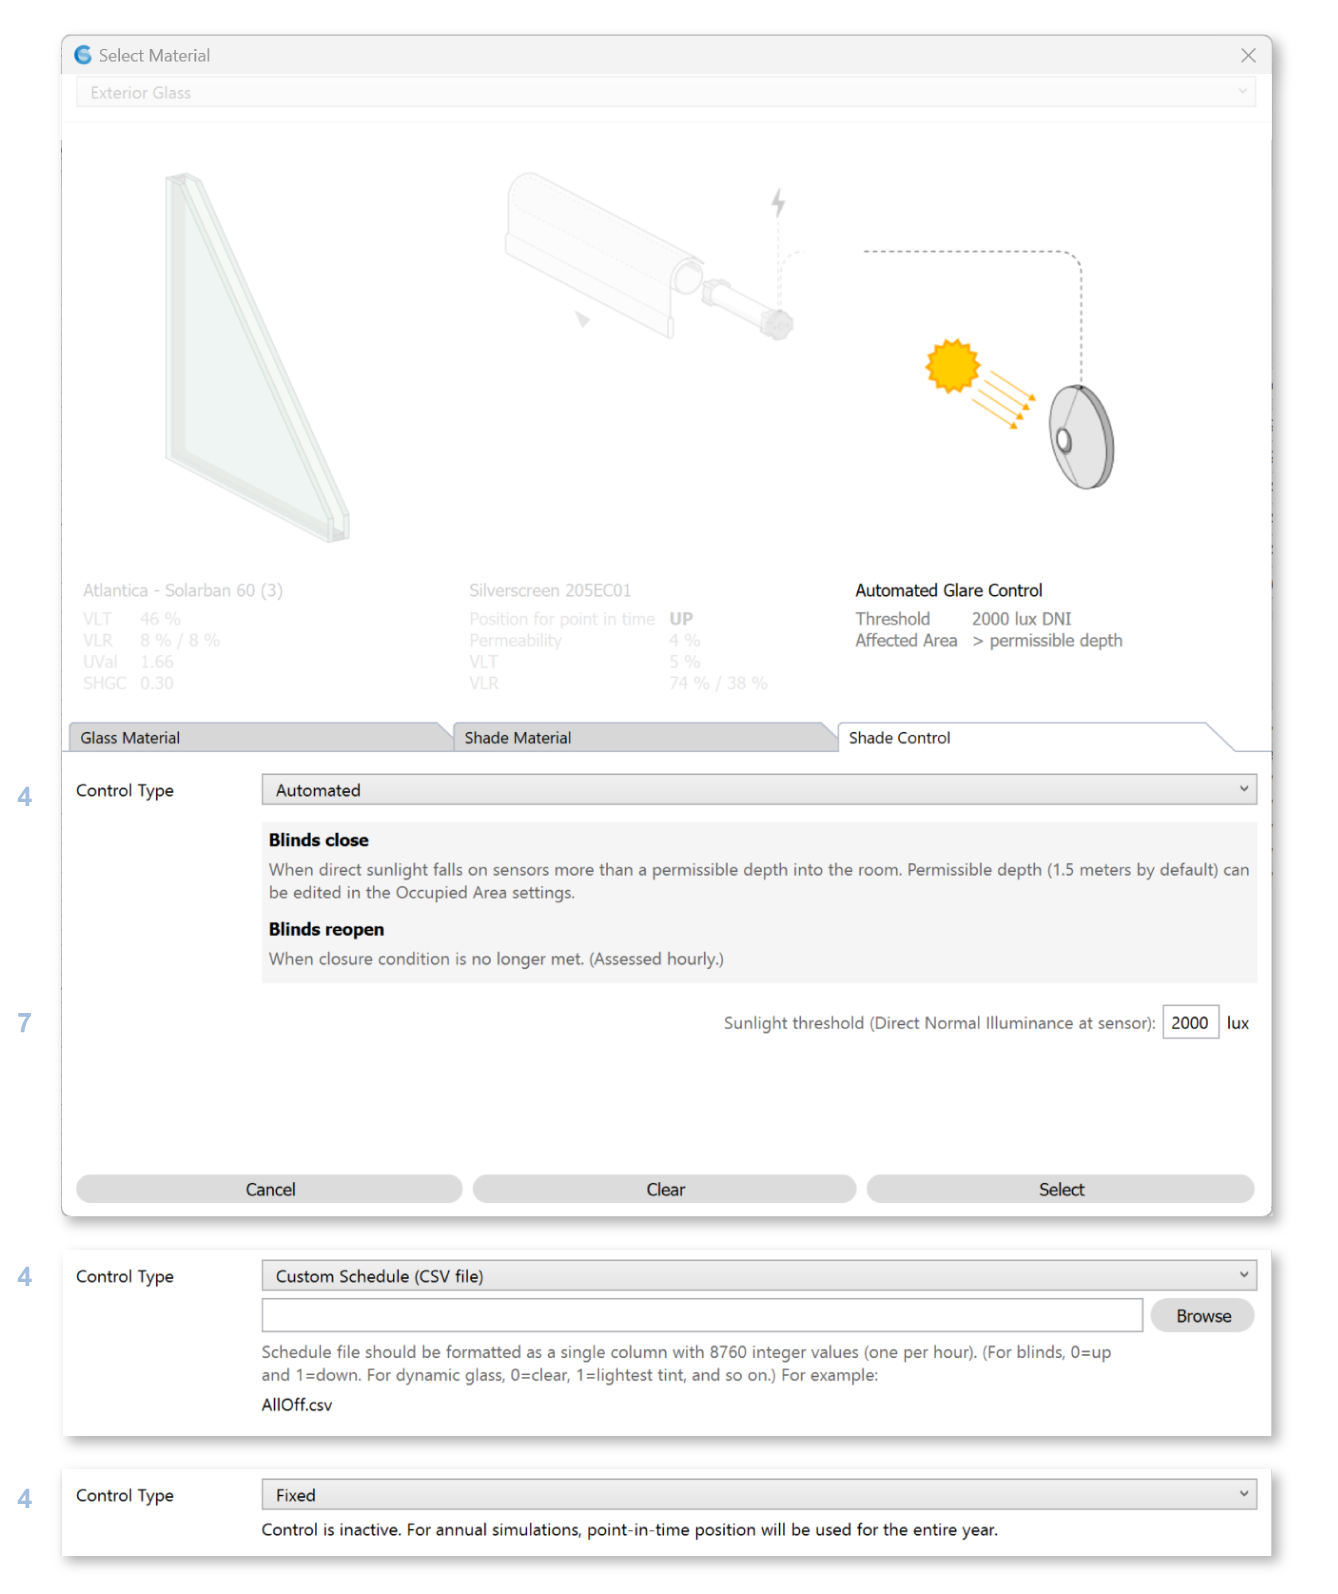 Select Material
Exterior Glass
Atlantica - Solarban 60 (3)
VLT 46 %
VLR 8 % / 8 %
UVal 1.66
SHGC 0.30
Silverscreen 205EC01
Position for point in time UP
Permeability 4 %
VLT 5 %
VLR 74 % / 38 %
Automated Glare Control
Threshold 2000 lux DNI
Affected Area > permissible depth
Glass Material
Shade Material
Shade Control
4
Control Type
Automated
Blinds close
When direct sunlight falls on sensors more than a permissible depth into the room. Permissible depth (1.5 meters by default) can
be edited in the Occupied Area settings.
Blinds reopen
When closure condition is no longer met. (Assessed hourly.)
7
Sunlight threshold (Direct Normal Illuminance at sensor): 2000 lux
Cancel
Clear
Select
4
Control Type
Custom Schedule (CSV file)
Browse
Schedule file should be formatted as a single column with 8760 integer values (one per hour). (For blinds, 0=up
and 1=down. For dynamic glass, 0=clear, 1=lightest tint, and so on.) For example:
AllOff.csv
4
Control Type
Fixed
Control is inactive. For annual simulations, point-in-time position will be used for the entire year.